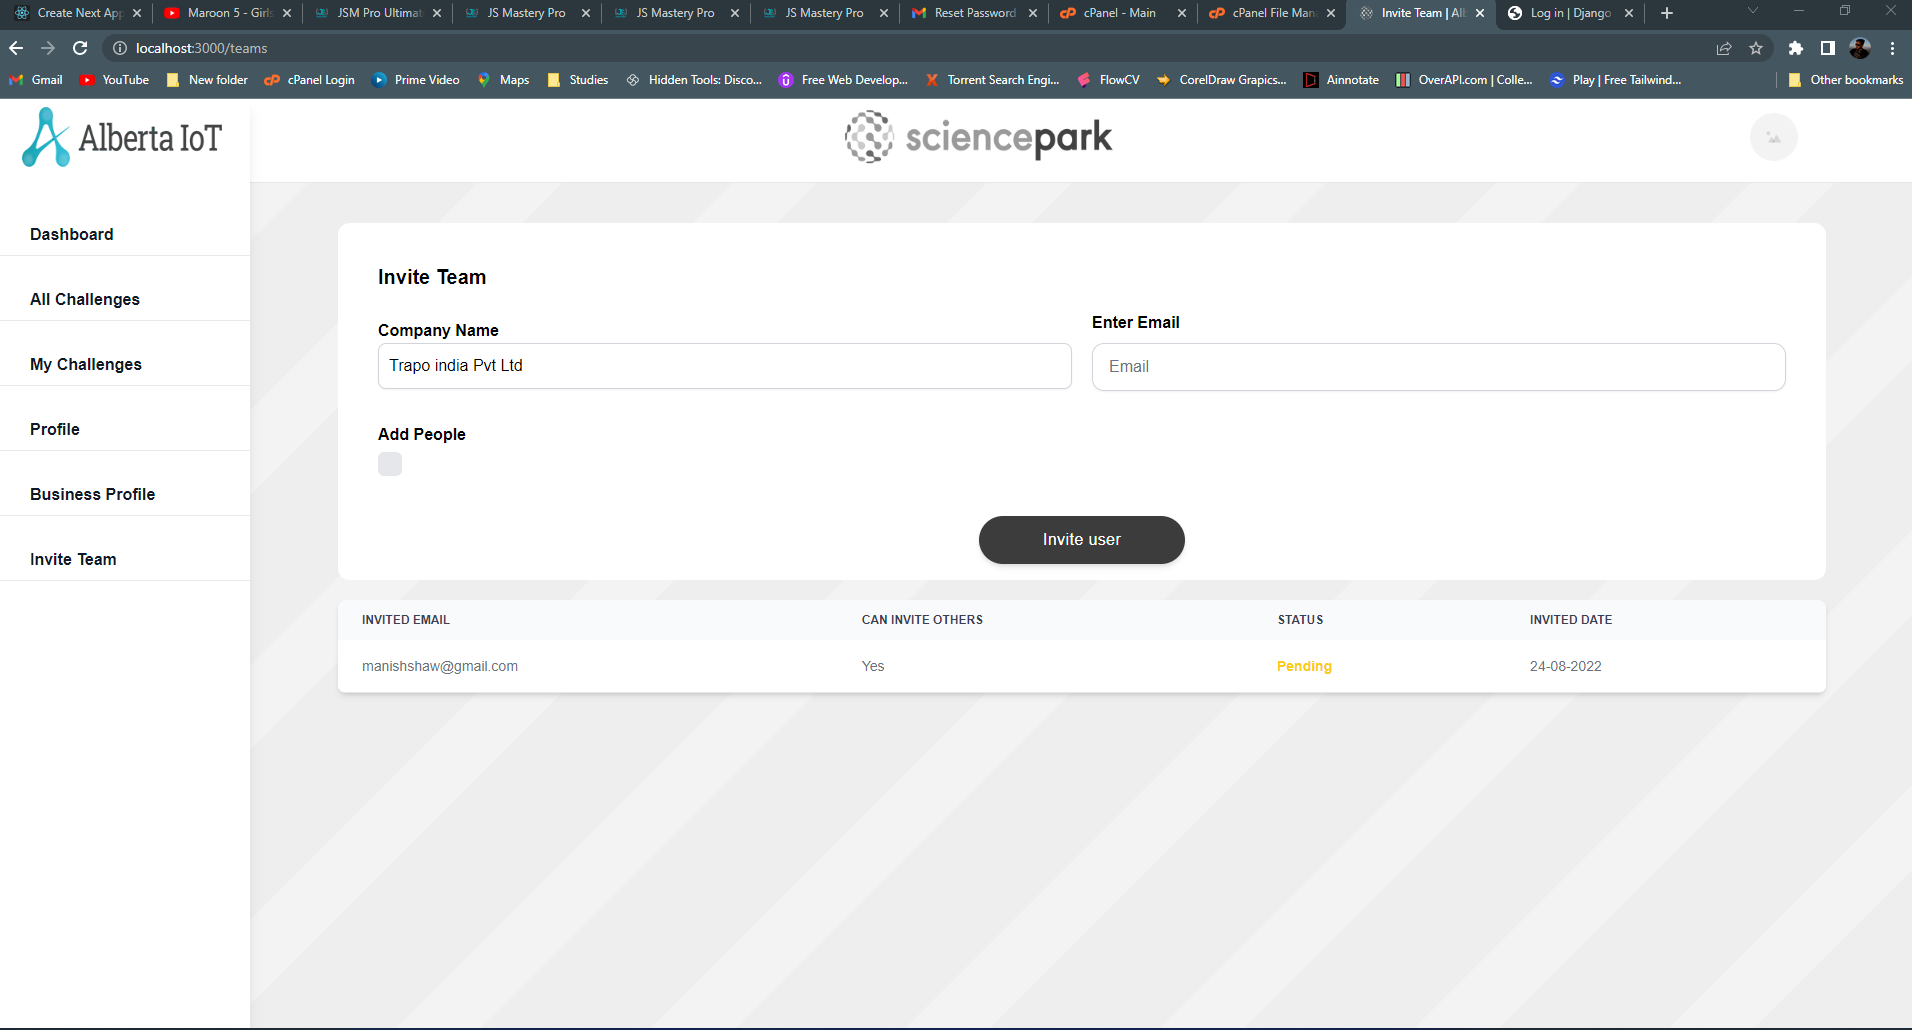 Create Next App
Maroon 5 - Girls
JSM Pro Ultimat
JS Mastery Pro
JS Mastery Pro
JS Mastery Pro
Reset Password
cPanel - Main
cPanel File Man
Invite Team | Alb
Log in | Django
localhost:3000/teams
Gmail
YouTube
New folder
cPanel Login
Prime Video
Maps
Studies
Hidden Tools: Disco...
Free Web Develop...
Torrent Search Engi...
FlowCV
CorelDraw Grapics...
Ainnotate
OverAPI.com | Colle...
Play | Free Tailwind...
Other bookmarks
Alberta IoT
sciencepark
Dashboard
All Challenges
My Challenges
Profile
Business Profile
Invite Team
Invite Team
Company Name
Trapo india Pvt Ltd
Enter Email
Email
Add People
Invite user
INVITED EMAIL CAN INVITE OTHERS STATUS INVITED DATE
manishshaw@gmail.com Yes Pending 24-08-2022